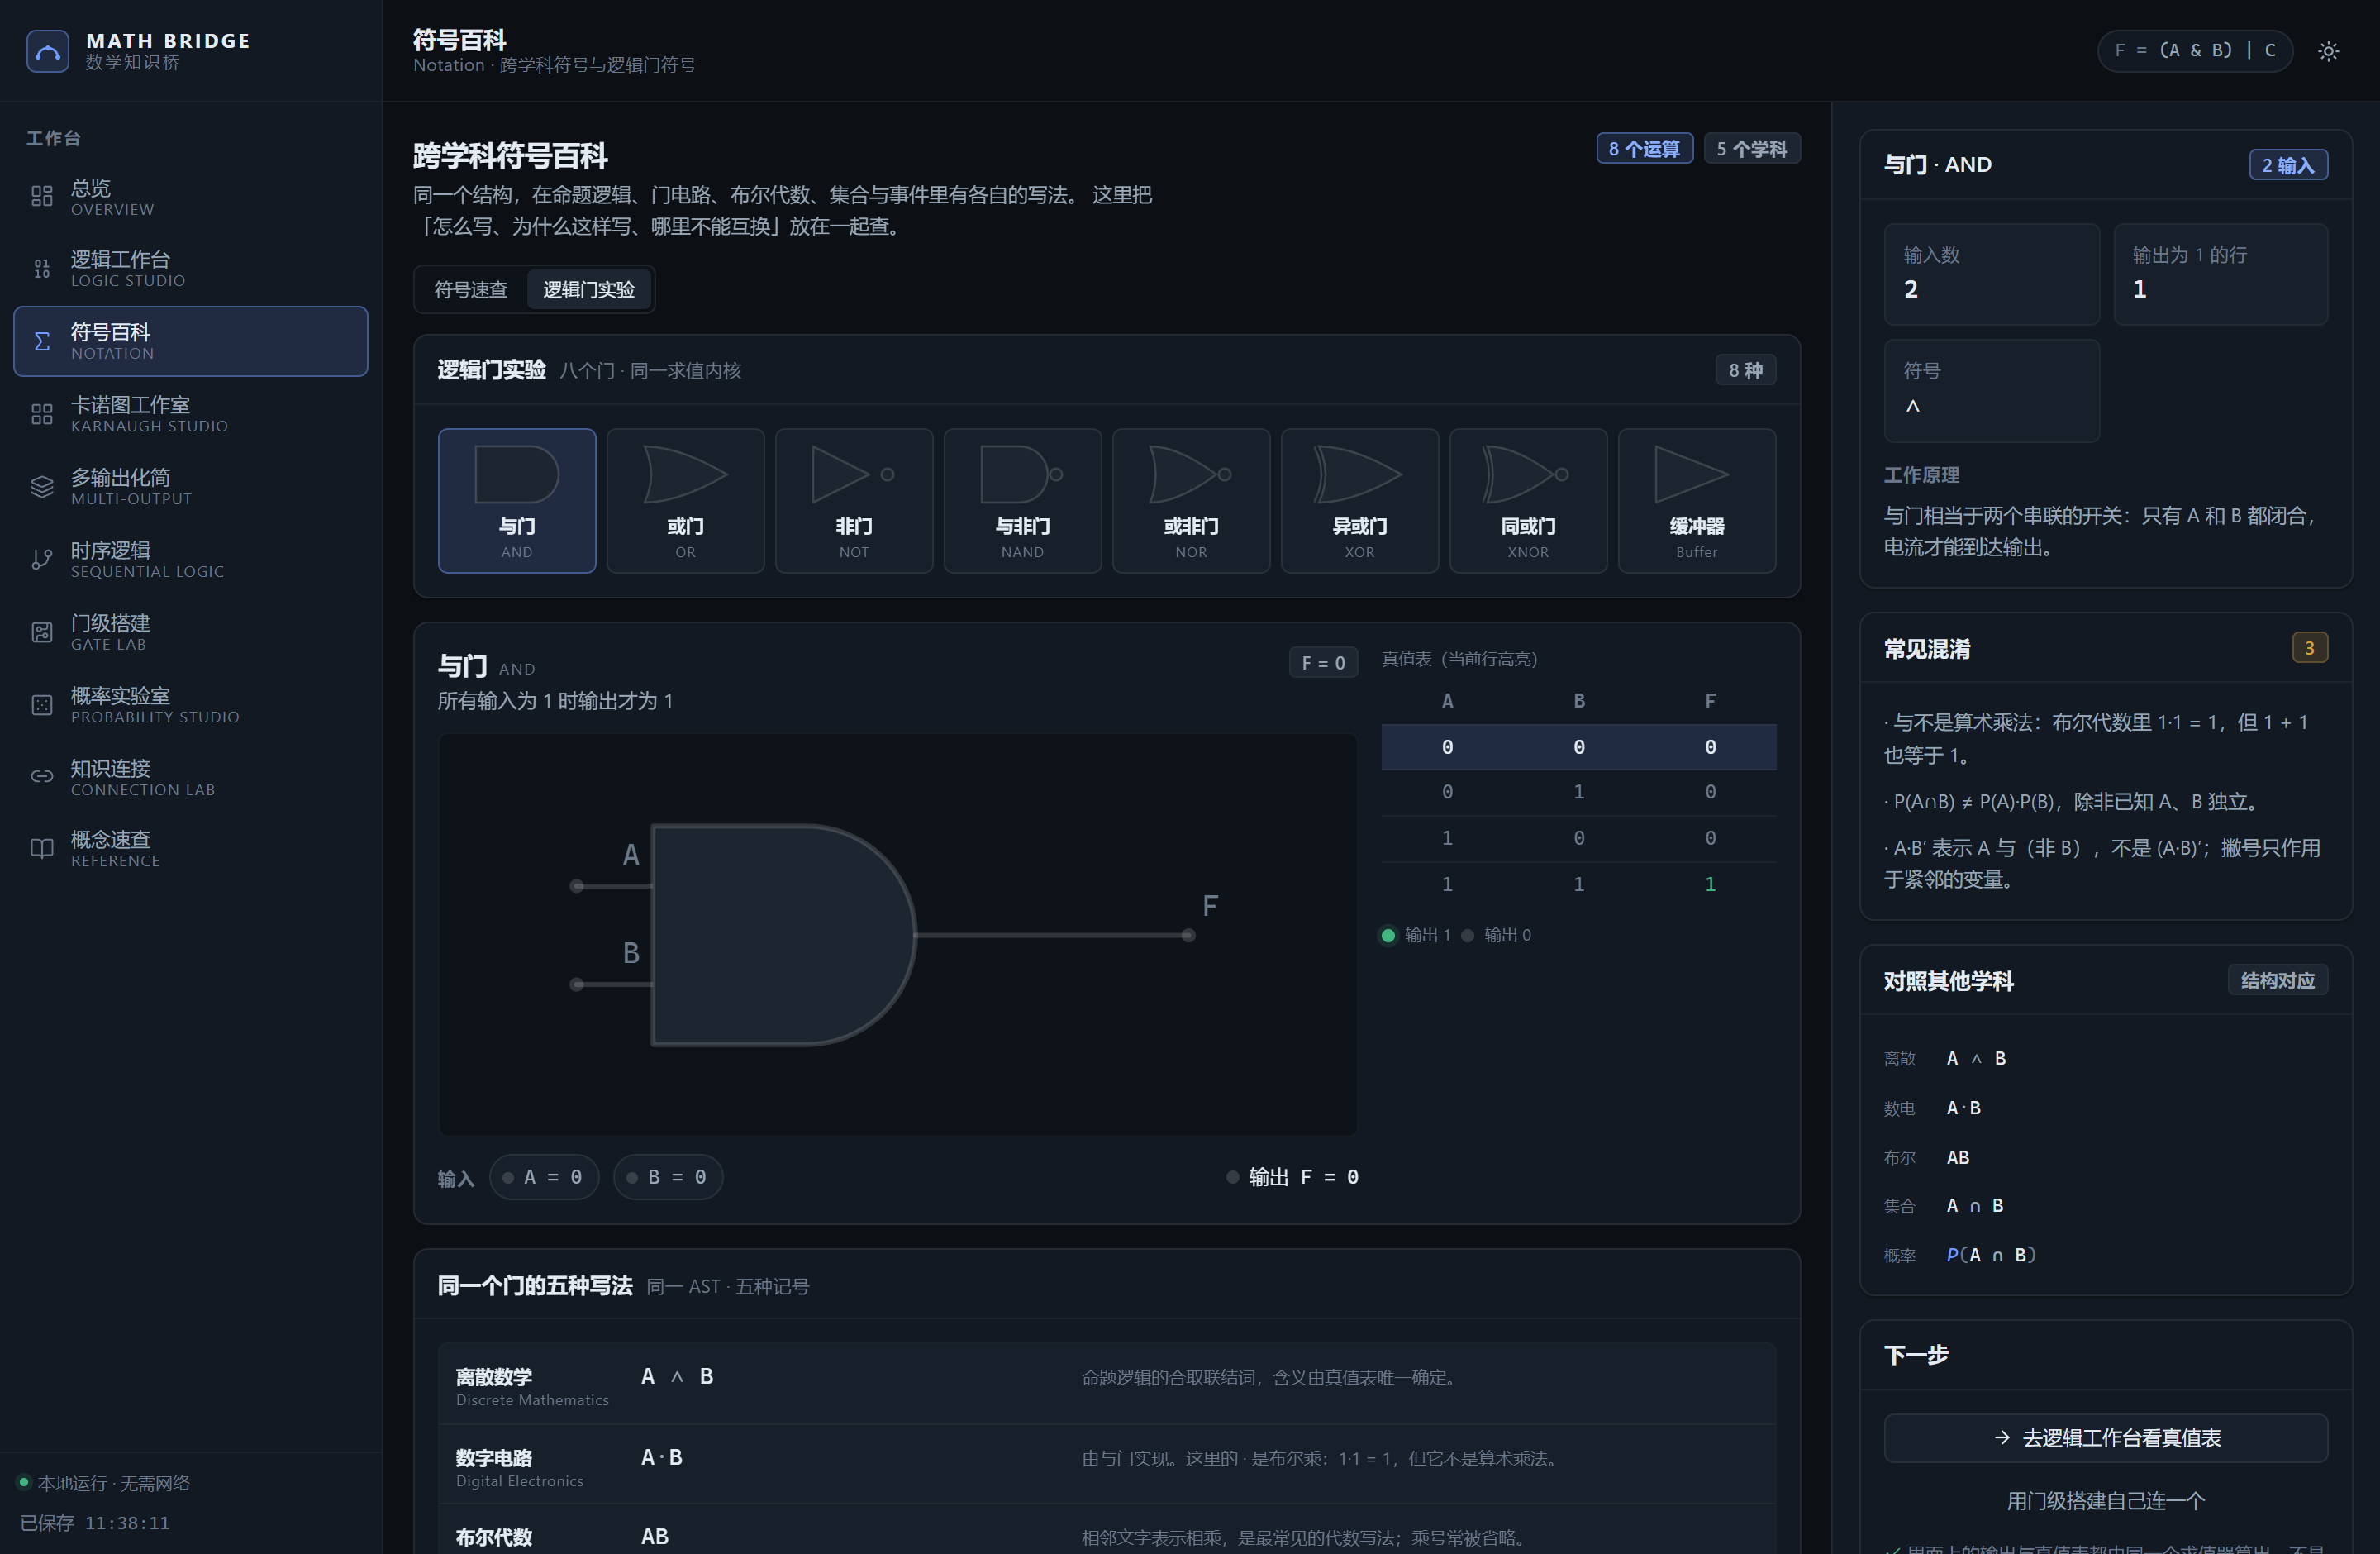 MATH BRIDGE
数学知识桥
工作台
总览
OVERVIEW
01
10
逻辑工作台
LOGIC STUDIO
Σ
符号百科
NOTATION
卡诺图工作室
KARNAUGH STUDIO
多输出化简
MULTI-OUTPUT
时序逻辑
SEQUENTIAL LOGIC
门级搭建
GATE LAB
概率实验室
PROBABILITY STUDIO
知识连接
CONNECTION LAB
概念速查
REFERENCE
本地运行 · 无需网络
已保存 11:38:11
符号百科
Notation · 跨学科符号与逻辑门符号
F = (A & B) | C
跨学科符号百科
8 个运算
5 个学科
同一个结构，在命题逻辑、门电路、布尔代数、集合与事件里有各自的写法。 这里把
「怎么写、为什么这样写、哪里不能互换」放在一起查。
符号速查
逻辑门实验
逻辑门实验 八个门 · 同一求值内核
8 种
与门
AND
或门
OR
非门
NOT
与非门
NAND
或非门
NOR
异或门
XOR
同或门
XNOR
缓冲器
Buffer
与门 AND
F = 0
所有输入为 1 时输出才为 1
A
B
F
输入
A = 0
B = 0
输出 F = 0
真值表（当前行高亮）
A B F
0 0 0
0 1 0
1 0 0
1 1 1
输出 1 输出 0
同一个门的五种写法 同一 AST · 五种记号
离散数学
Discrete Mathematics
A ∧ B
命题逻辑的合取联结词，含义由真值表唯一确定。
数字电路
Digital Electronics
A·B
由与门实现。这里的 · 是布尔乘：1·1 = 1，但它不是算术乘法。
布尔代数
AB
相邻文字表示相乘，是最常见的代数写法；乘号常被省略。
与门 · AND
2 输入
输入数
2
输出为 1 的行
1
符号
∧
工作原理
与门相当于两个串联的开关：只有 A 和 B 都闭合，
电流才能到达输出。
常见混淆
3
· 与不是算术乘法：布尔代数里 1·1 = 1，但 1 + 1
也等于 1。
· P(A∩B) ≠ P(A)·P(B)，除非已知 A、B 独立。
· A·B′ 表示 A 与（非 B），不是 (A·B)′；撇号只作用
于紧邻的变量。
对照其他学科
结构对应
离散 A ∧ B
数电 A·B
布尔 AB
集合 A ∩ B
概率 P(A ∩ B)
下一步
→ 去逻辑工作台看真值表
用门级搭建自己连一个